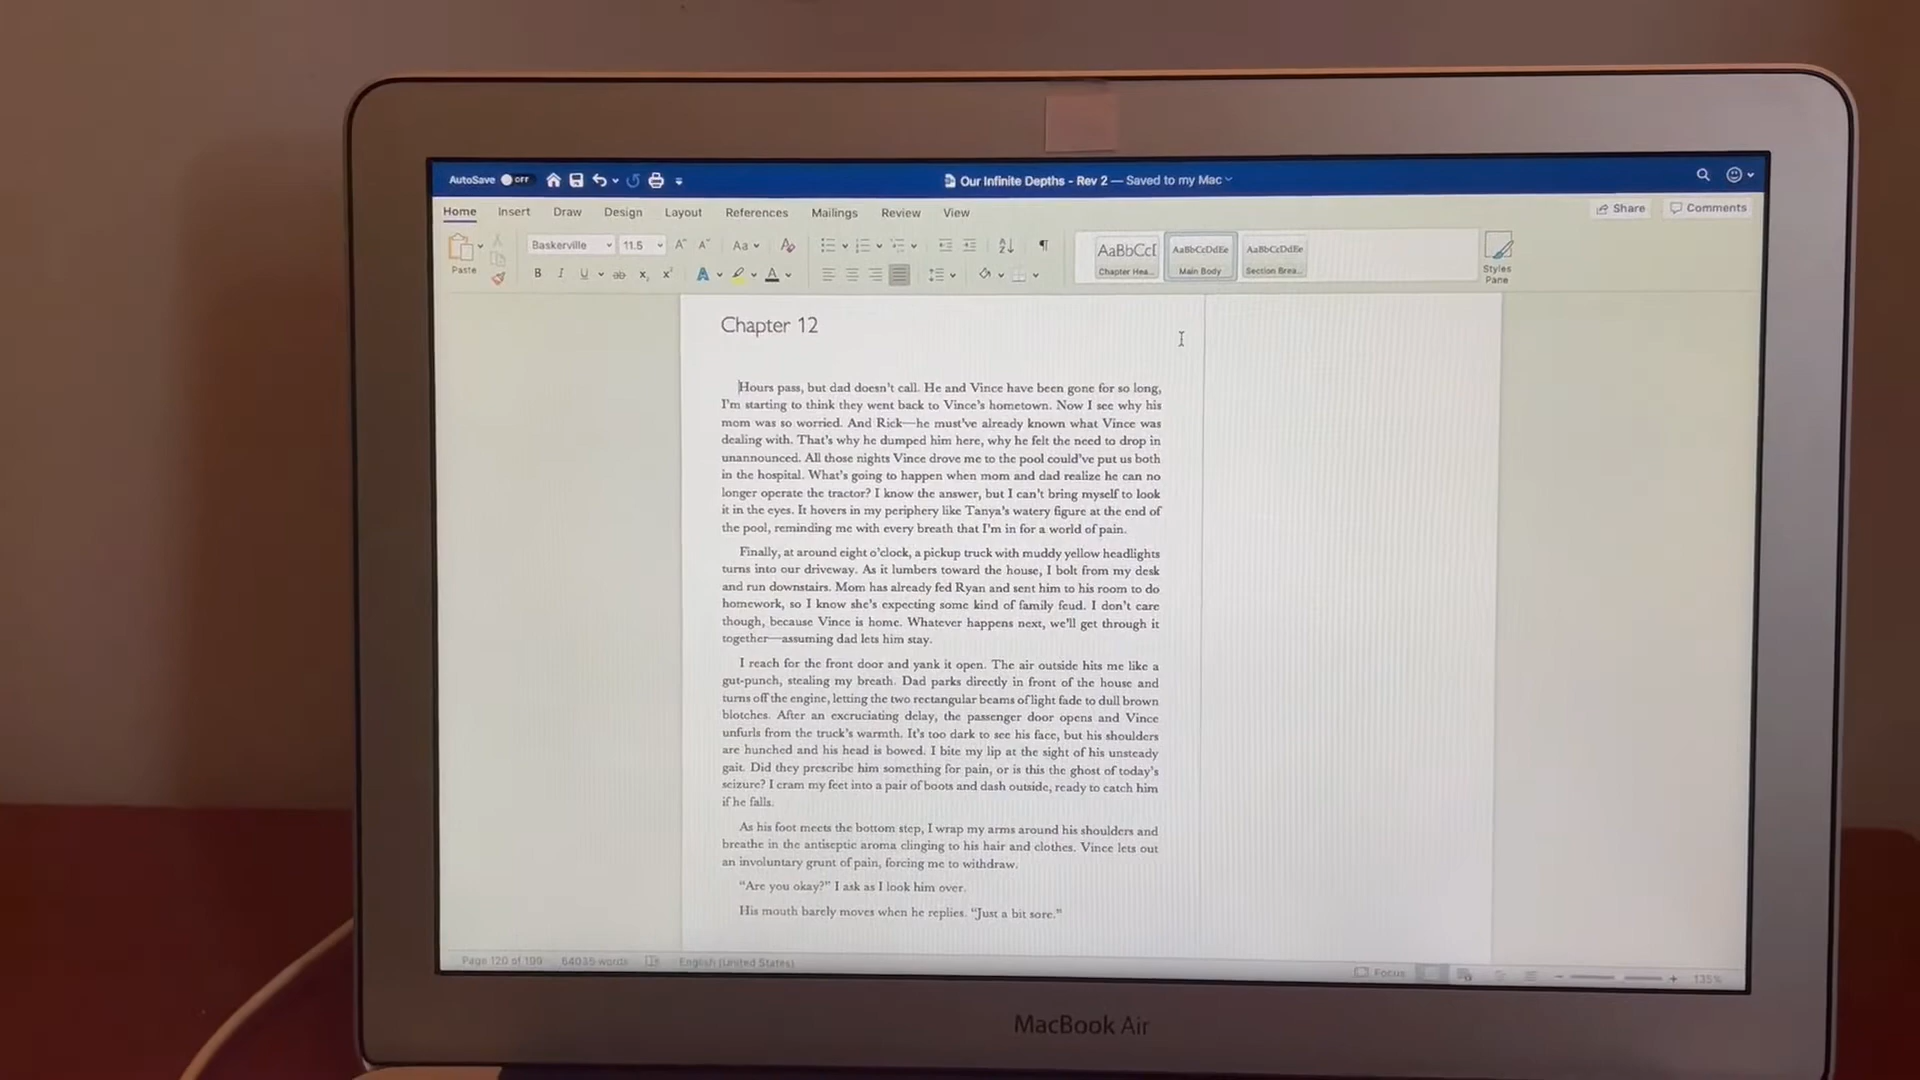 AutoSave OFF
Our Infinite Depths - Rev 2 — Saved to my Mac
Home Insert Draw Design Layout References Mailings Review View Share Comments
Paste Baskerville 11.5 Aa AaBbCcI AaBbCcDdEe AaBbCcDdEe
Chapter Hea... Main Body Section Brea... Styles
Pane
B I U ab x x A A
Chapter 12
Hours pass, but dad doesn't call. He and Vince have been gone for so long,
I'm starting to think they went back to Vince's hometown. Now I see why his
mom was so worried. And Rick—he must've already known what Vince was
dealing with. That's why he dumped him here, why he felt the need to drop in
unannounced. All those nights Vince drove me to the pool could've put us both
in the hospital. What's going to happen when mom and dad realize he can no
longer operate the tractor? I know the answer, but I can't bring myself to look
it in the eyes. It hovers in my periphery like Tanya's watery figure at the end of
the pool, reminding me with every breath that I'm in for a world of pain.
Finally, at around eight o'clock, a pickup truck with muddy yellow headlights
turns into our driveway. As it lumbers toward the house, I bolt from my desk
and run downstairs. Mom has already fed Ryan and sent him to his room to do
homework, so I know she's expecting some kind of family feud. I don't care
though, because Vince is home. Whatever happens next, we'll get through it
together—assuming dad lets him stay.
I reach for the front door and yank it open. The air outside hits me like a
gut-punch, stealing my breath. Dad parks directly in front of the house and
turns off the engine, letting the two rectangular beams of light fade to dull brown
blotches. After an excruciating delay, the passenger door opens and Vince
unfurls from the truck's warmth. It's too dark to see his face, but his shoulders
are hunched and his head is bowed. I bite my lip at the sight of his unsteady
gait. Did they prescribe him something for pain, or is this the ghost of today's
seizure? I cram my feet into a pair of boots and dash outside, ready to catch him
if he falls.
As his foot meets the bottom step, I wrap my arms around his shoulders and
breathe in the antiseptic aroma clinging to his hair and clothes. Vince lets out
an involuntary grunt of pain, forcing me to withdraw.
"Are you okay?" I ask as I look him over.
His mouth barely moves when he replies. "Just a bit sore."
Page 120 of 199 64035 words English (United States) Focus 135%
MacBook Air